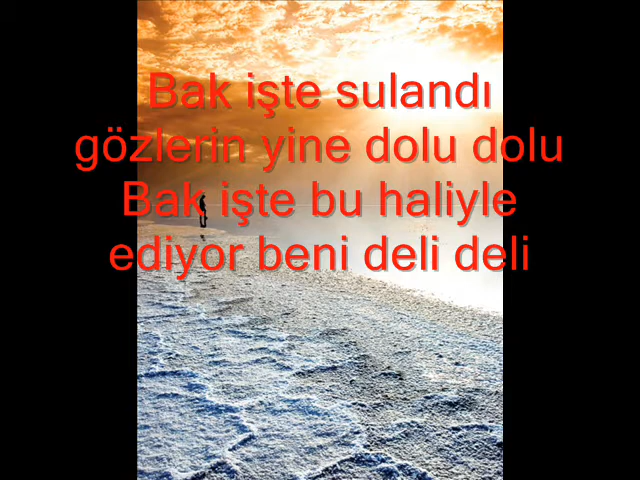 Bak işte sulandı
gözlerin yine dolu dolu
Bak işte bu haliyle
ediyor beni deli deli